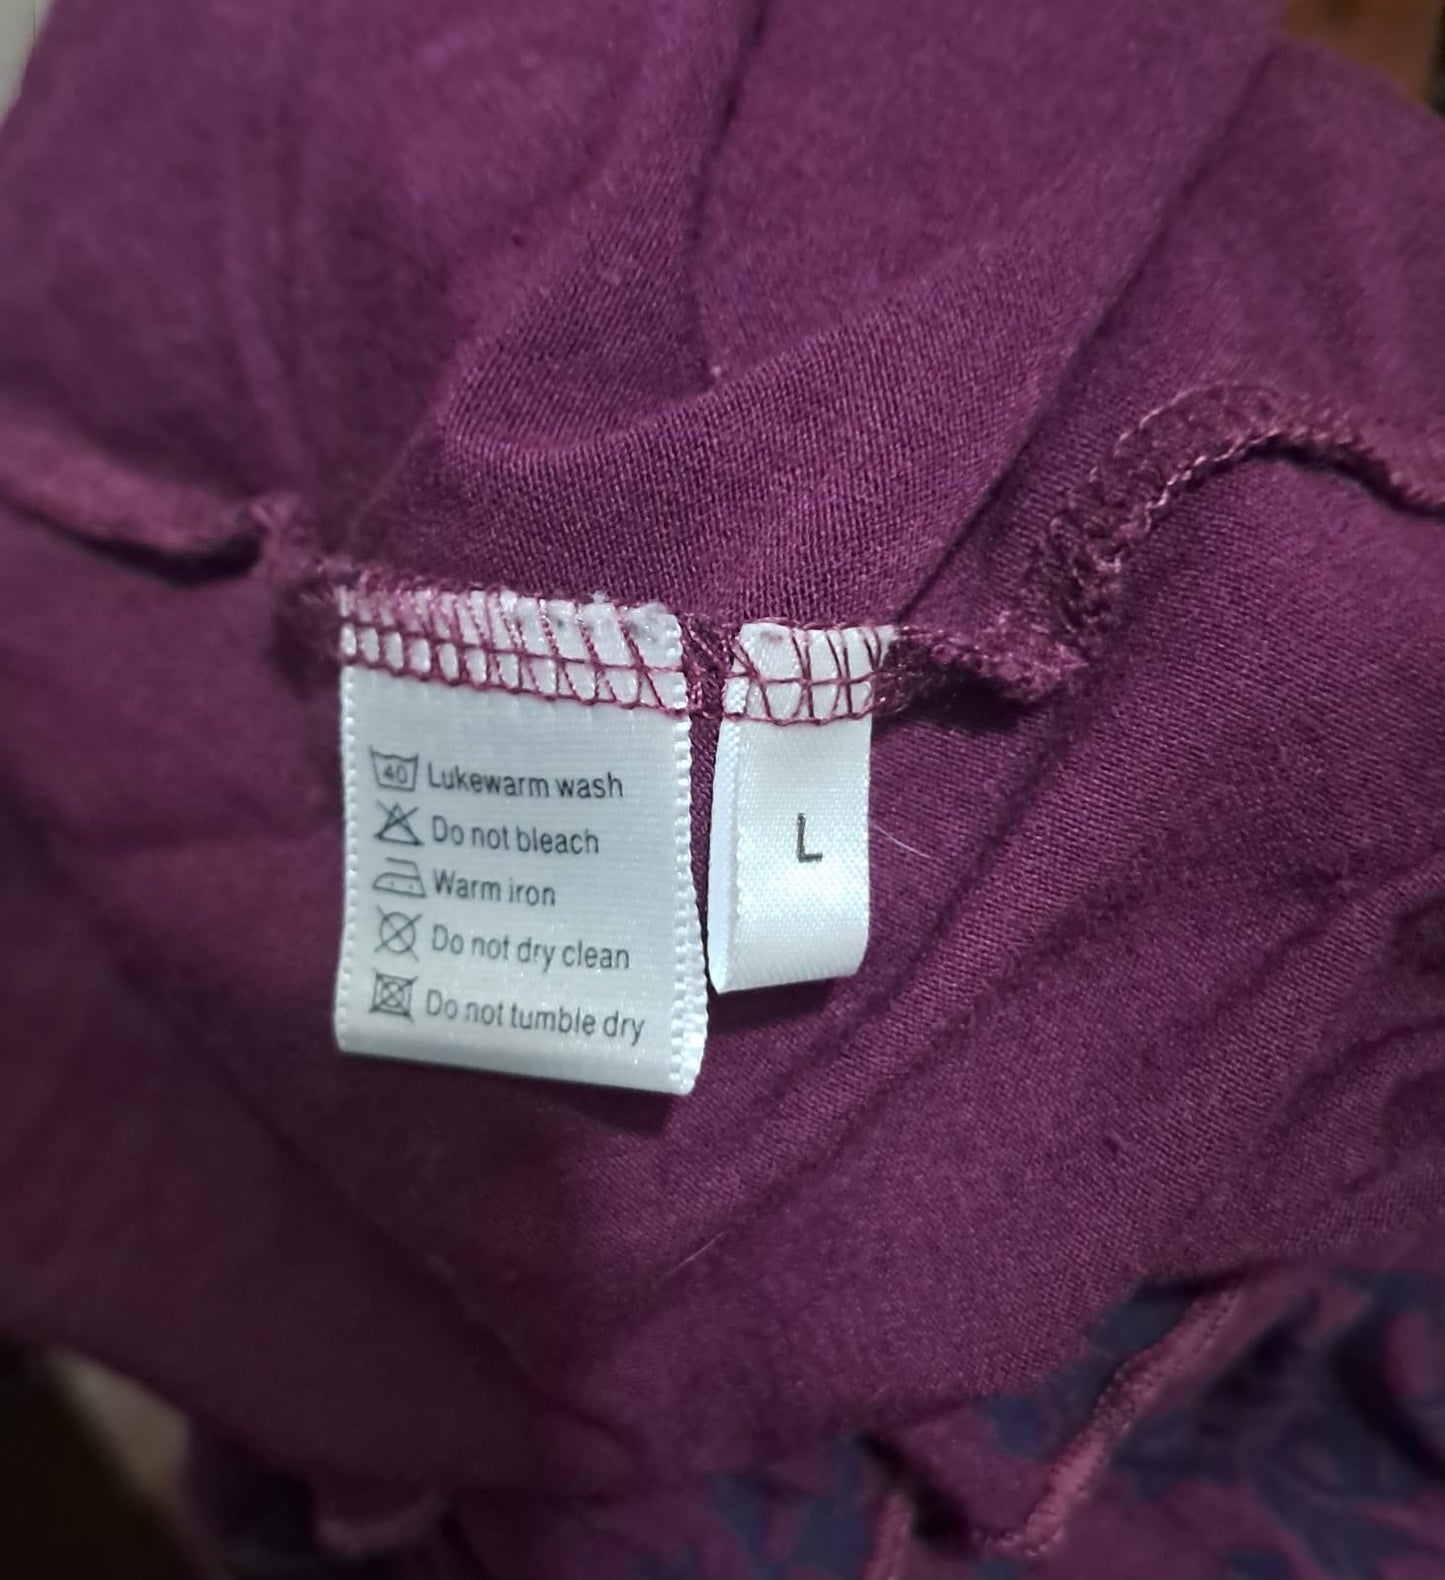 40 Lukewarm wash
Do not bleach
Warm iron
Do not dry clean
Do not tumble dry
L